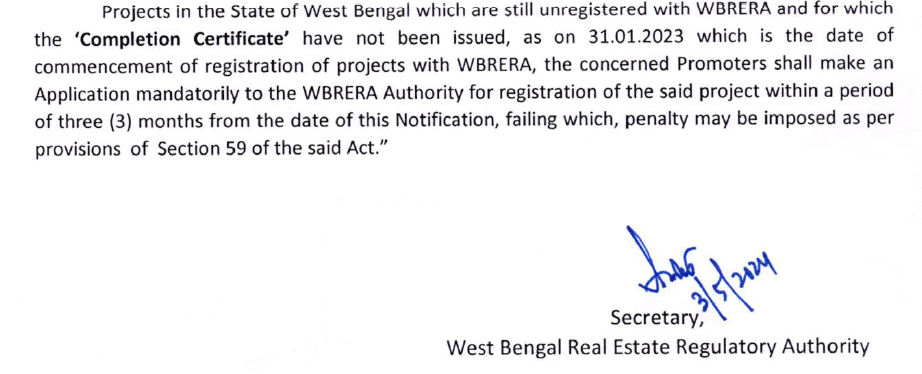 Projects in the State of West Bengal which are still unregistered with WBRERA and for which
the 'Completion Certificate' have not been issued, as on 31.01.2023 which is the date of
commencement of registration of projects with WBRERA, the concerned Promoters shall make an
Application mandatorily to the WBRERA Authority for registration of the said project within a period
of three (3) months from the date of this Notification, failing which, penalty may be imposed as per
provisions of Section 59 of the said Act."
3/5/2024
Secretary,
West Bengal Real Estate Regulatory Authority